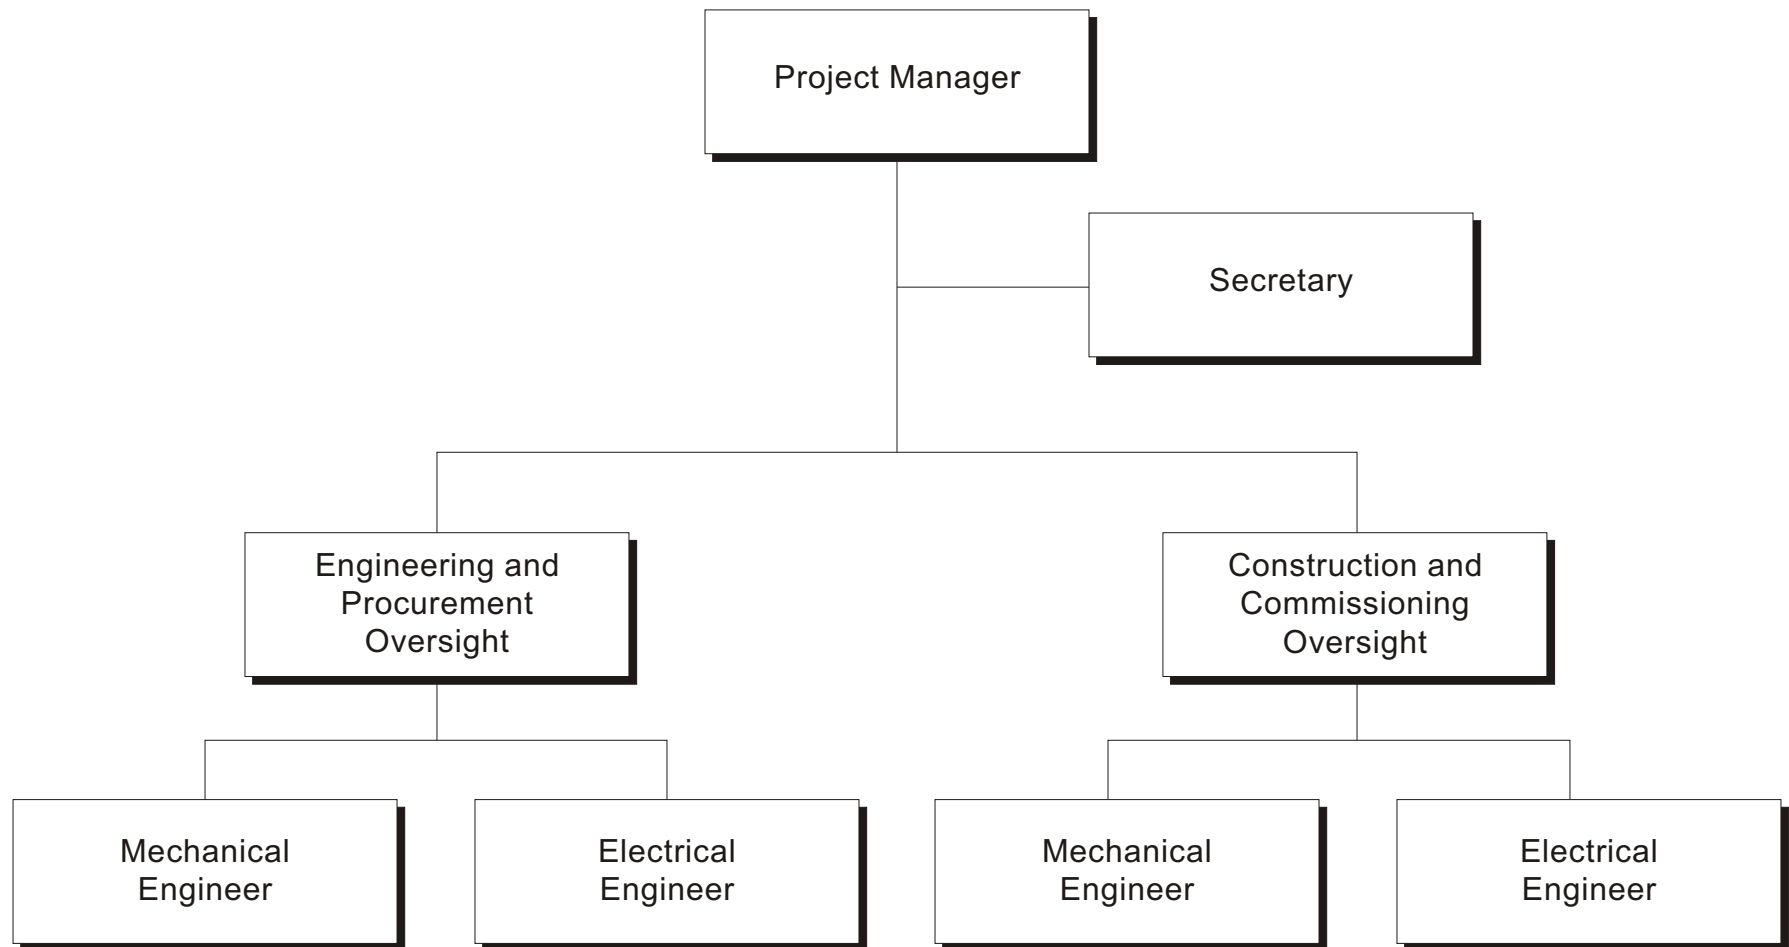 Project Manager
Secretary
Engineering and
Procurement
Oversight
Construction and
Commissioning
Oversight
Mechanical
Engineer
Electrical
Engineer
Mechanical
Engineer
Electrical
Engineer